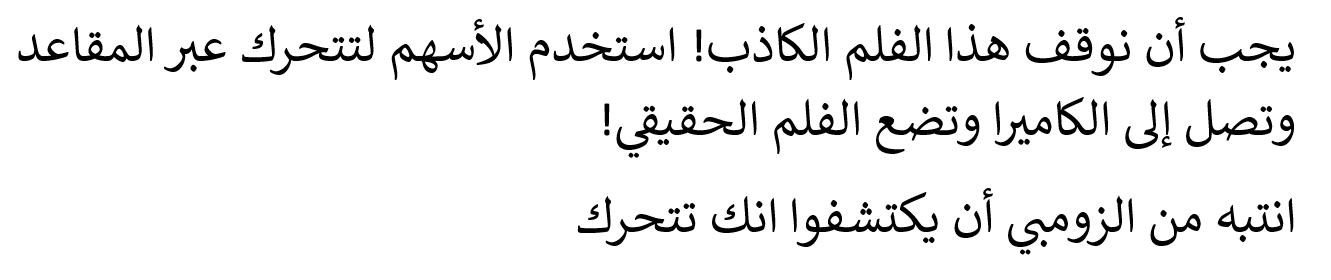 يجب أن نوقف هذا الفلم الكاذب! استخدم الأسهم لتتحرك عبر المقاعد
وتصل إلى الكاميرا وتضع الفلم الحقيقي!
انتبه من الزومبي أن يكتشفوا انك تتحرك